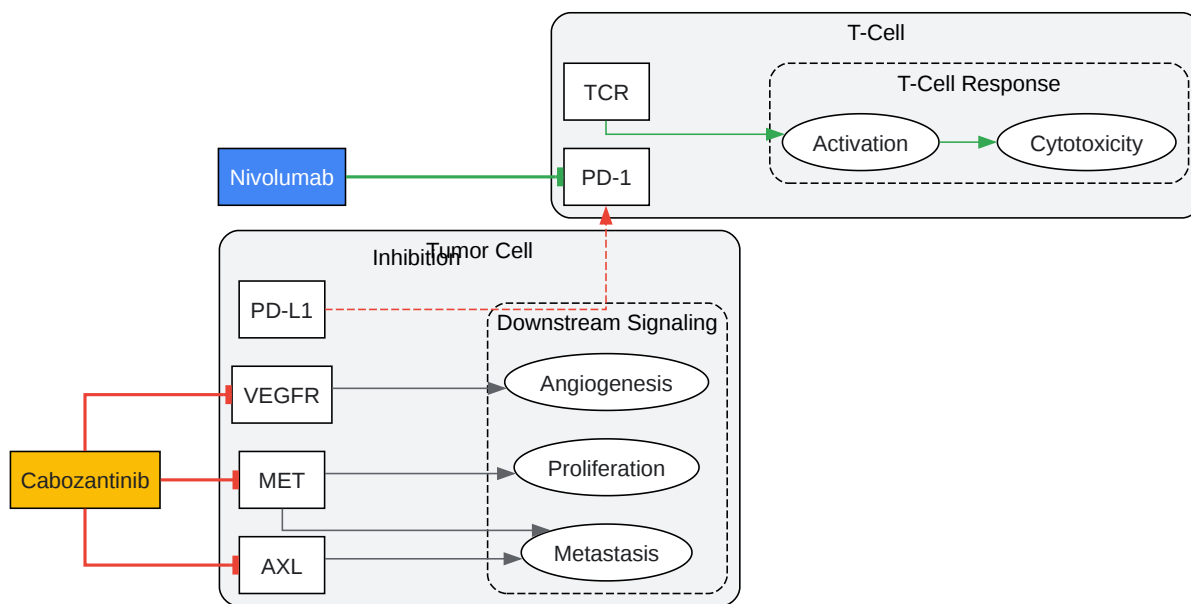 T-Cell
TCR
T-Cell Response
Activation
Cytotoxicity
Nivolumab
PD-1
Tumor Cell
Inhibition
PD-L1
Downstream Signaling
VEGFR
Angiogenesis
Cabozantinib
MET
Proliferation
AXL
Metastasis